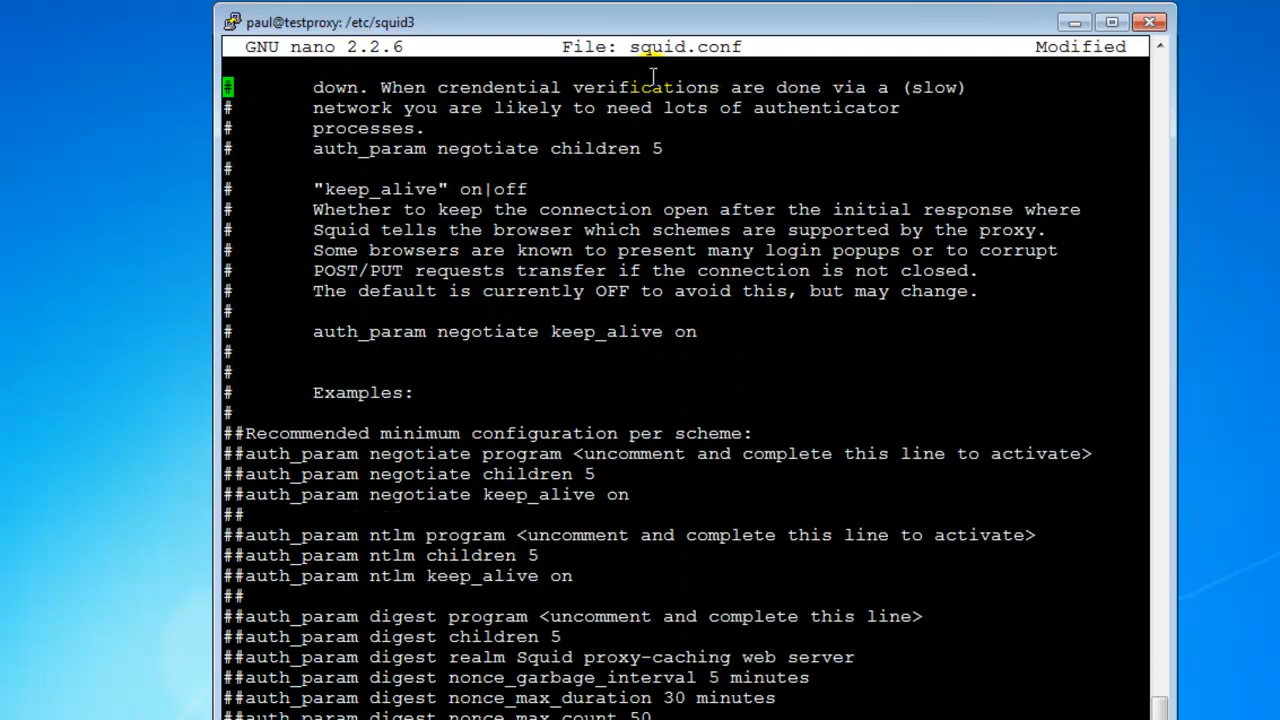 paul@testproxy: /etc/squid3
GNU nano 2.2.6 File: squid.conf Modified
# down. When crendential verifications are done via a (slow)
# network you are likely to need lots of authenticator
# processes.
# auth_param negotiate children 5
#
# "keep_alive" on|off
# Whether to keep the connection open after the initial response where
# Squid tells the browser which schemes are supported by the proxy.
# Some browsers are known to present many login popups or to corrupt
# POST/PUT requests transfer if the connection is not closed.
# The default is currently OFF to avoid this, but may change.
#
# auth_param negotiate keep_alive on
#
#
# Examples:
#
##Recommended minimum configuration per scheme:
##auth_param negotiate program <uncomment and complete this line to activate>
##auth_param negotiate children 5
##auth_param negotiate keep_alive on
##
##auth_param ntlm program <uncomment and complete this line to activate>
##auth_param ntlm children 5
##auth_param ntlm keep_alive on
##
##auth_param digest program <uncomment and complete this line>
##auth_param digest children 5
##auth_param digest realm Squid proxy-caching web server
##auth_param digest nonce_garbage_interval 5 minutes
##auth_param digest nonce_max_duration 30 minutes
##auth_param digest nonce_max_count 50